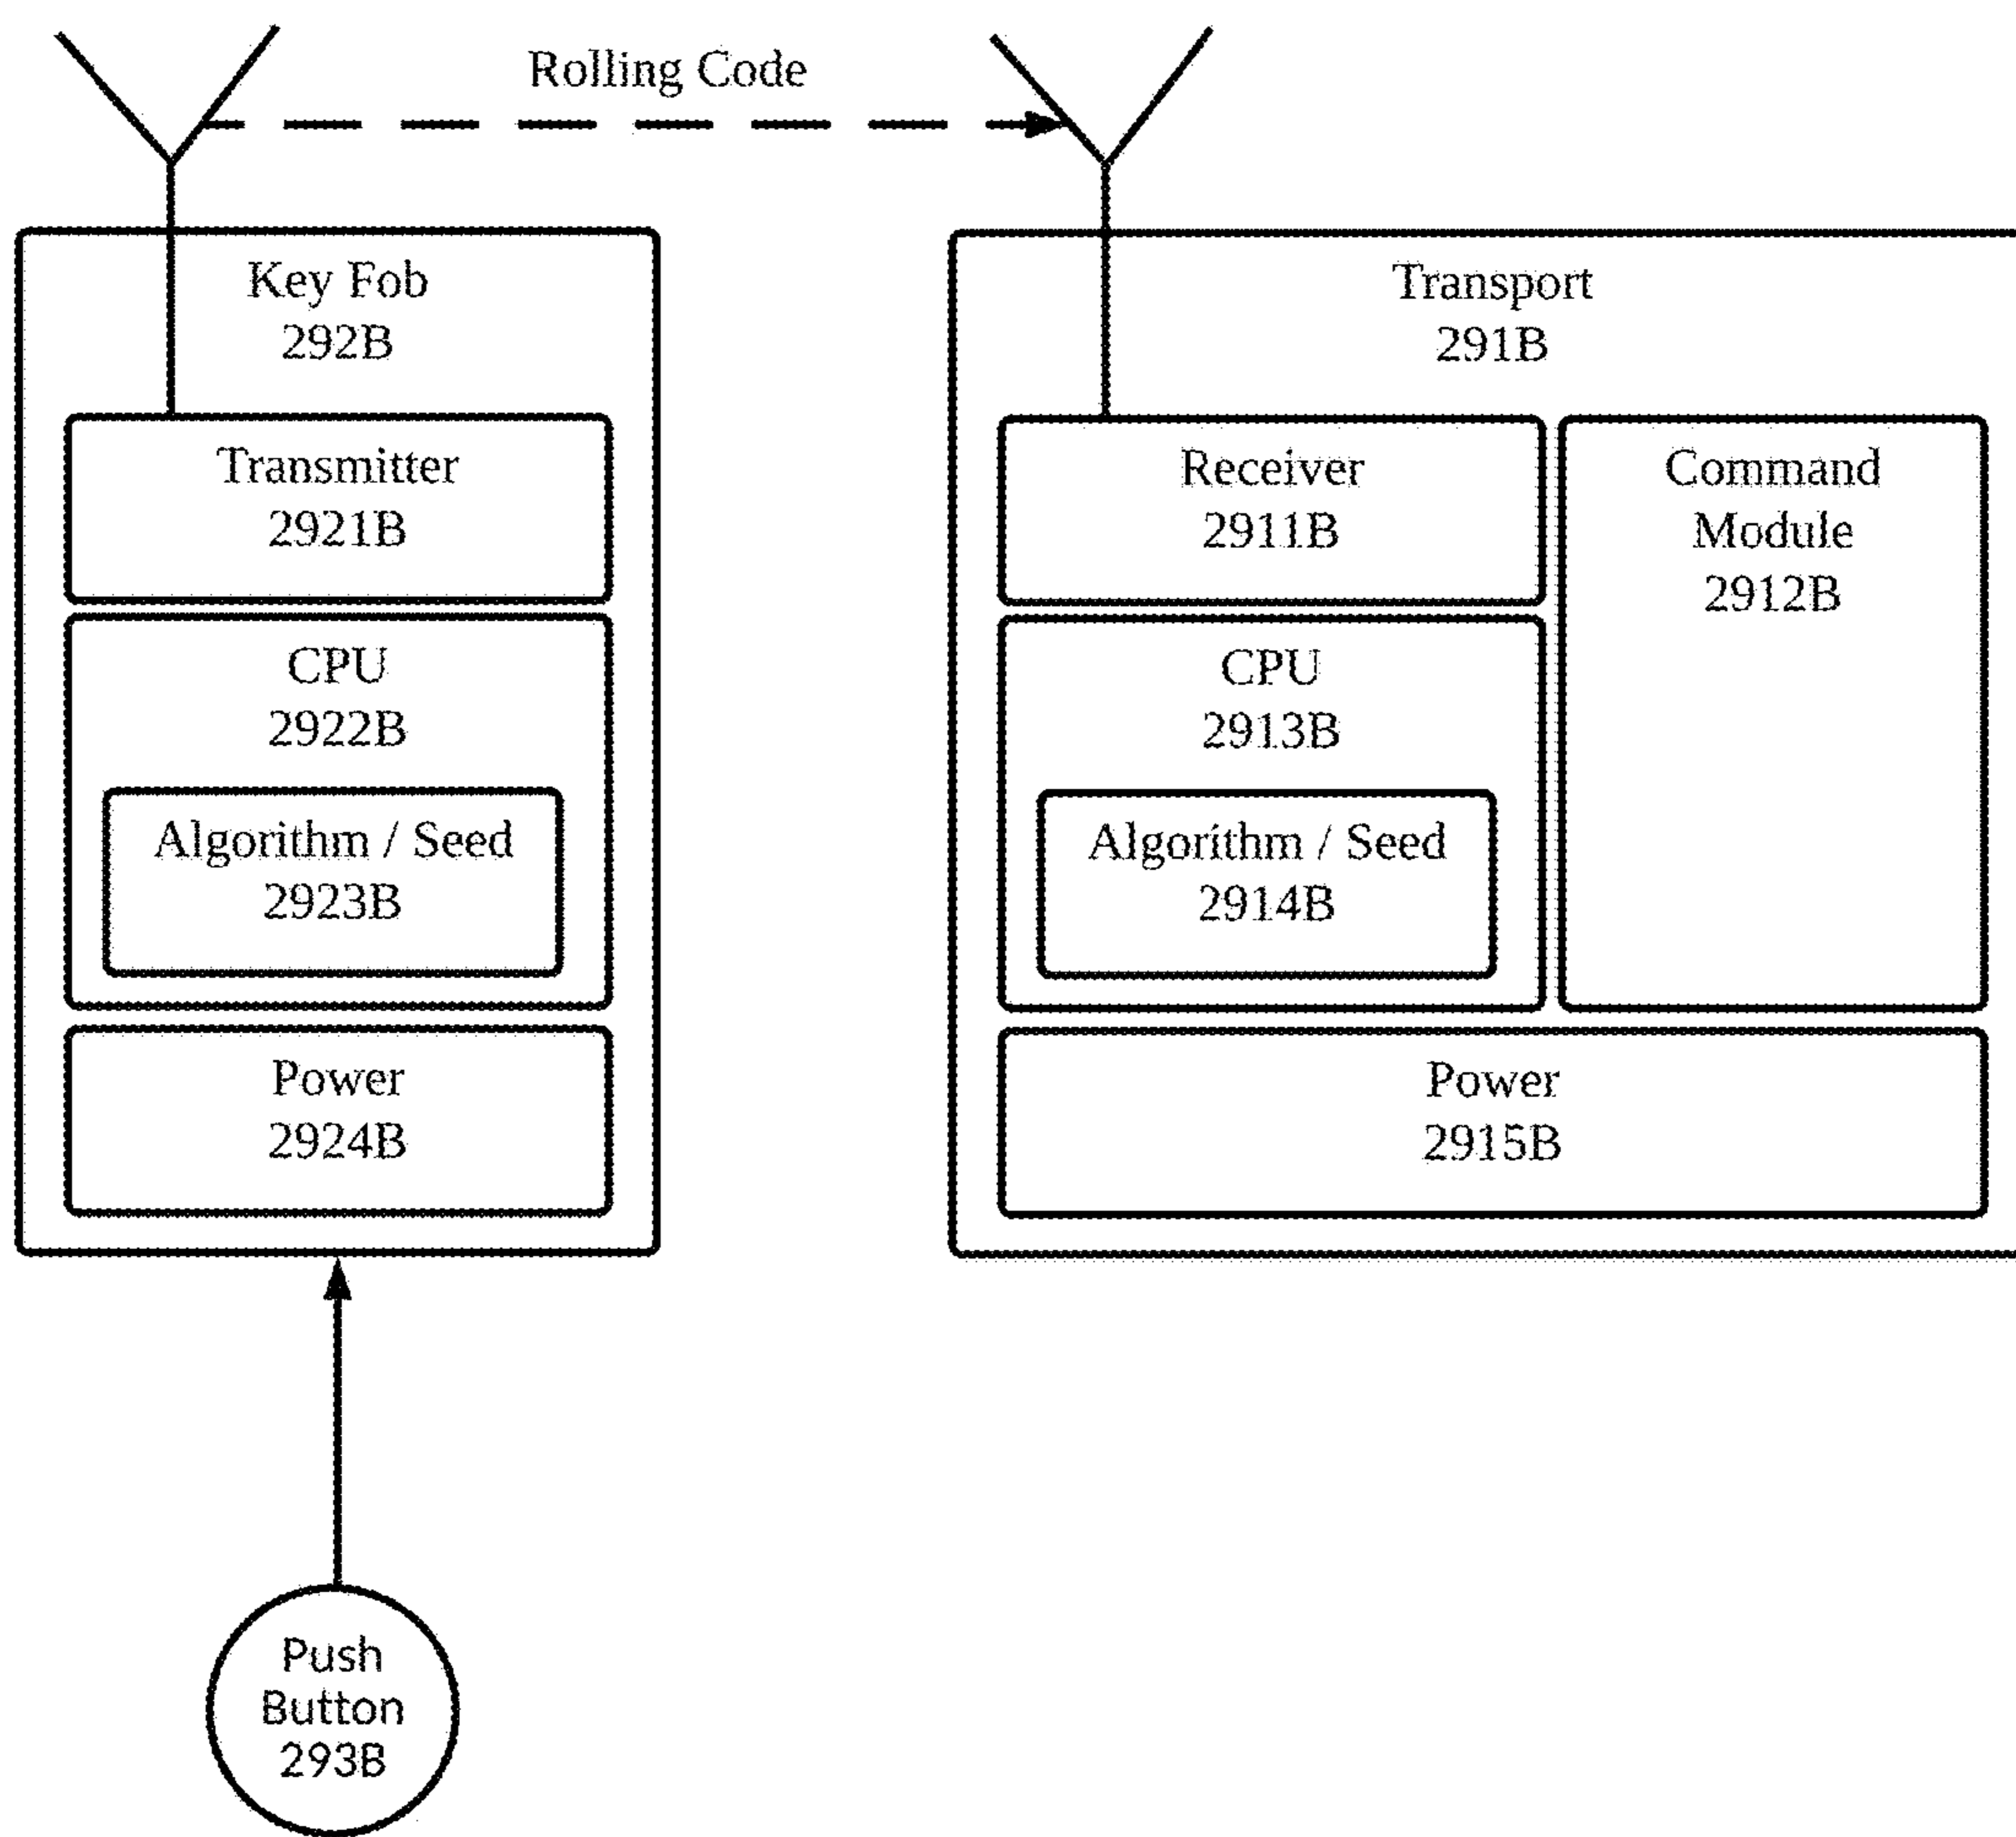 Rolling Code
Key Fob
292B
Transmitter
2921B
CPU
2922B
Algorithm / Seed
2923B
Power
2924B
Push
Button
293B
Transport
291B
Receiver
2911B
CPU
2913B
Algorithm / Seed
2914B
Command
Module
2912B
Power
2915B